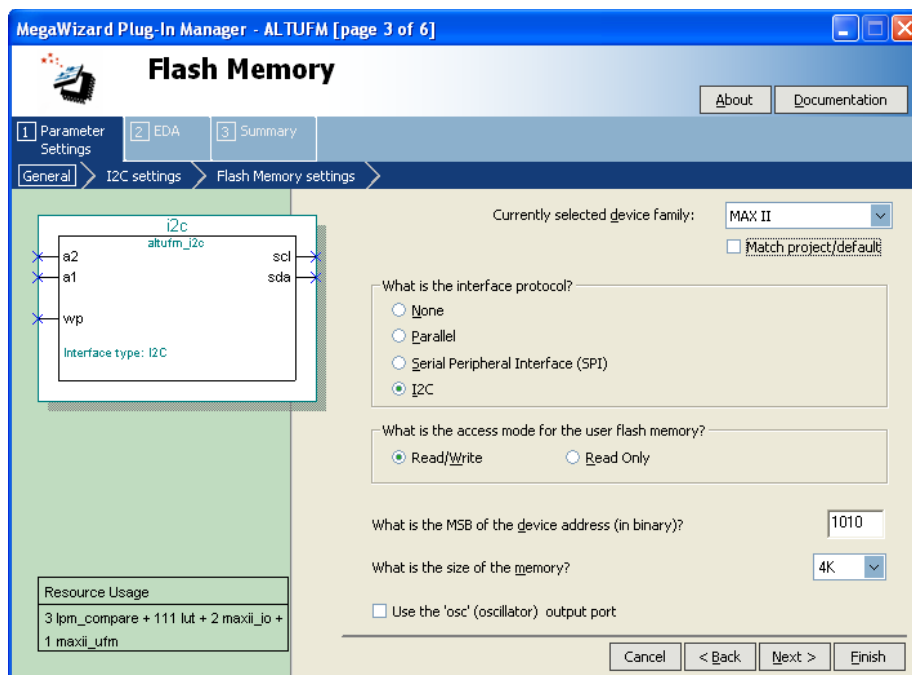 MegaWizard Plug-In Manager - ALTUFM [page 3 of 6]
Flash Memory
About
Documentation
1 Parameter Settings
2 EDA
3 Summary
General
I2C settings
Flash Memory settings
i2c
altufm_i2c
a2
scl
a1
sda
wp
Interface type: I2C
Currently selected device family:
MAX II
Match project/default
What is the interface protocol?
None
Parallel
Serial Peripheral Interface (SPI)
I2C
What is the access mode for the user flash memory?
Read/Write
Read Only
What is the MSB of the device address (in binary)?
1010
What is the size of the memory?
4K
Use the 'osc' (oscillator) output port
Resource Usage
3 lpm_compare + 111 lut + 2 maxii_io +
1 maxii_ufm
Cancel
< Back
Next >
Finish